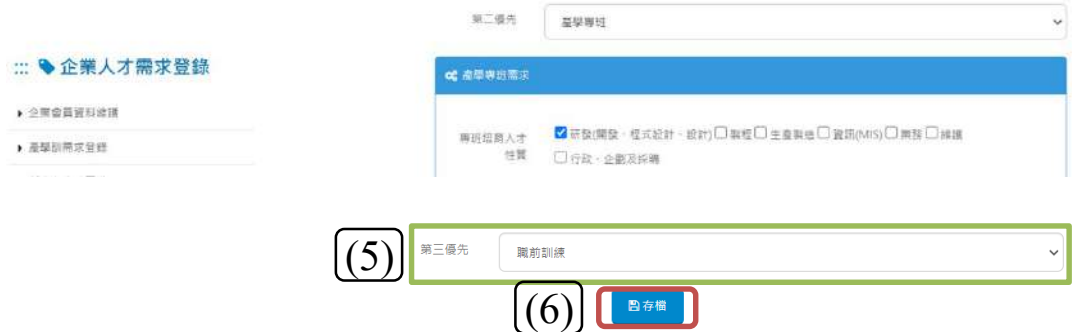 第二優先 產學專班
::: 企業人才需求登錄
產學專班需求
企業會員資料維護
產學訓需求登錄
專班培育人才性質
研發(開發、程式設計、設計) 製程 生產製造 資訊(MIS) 業務 維護
行政、企劃及採購
(5) 第三優先 職前訓練
(6) 存檔